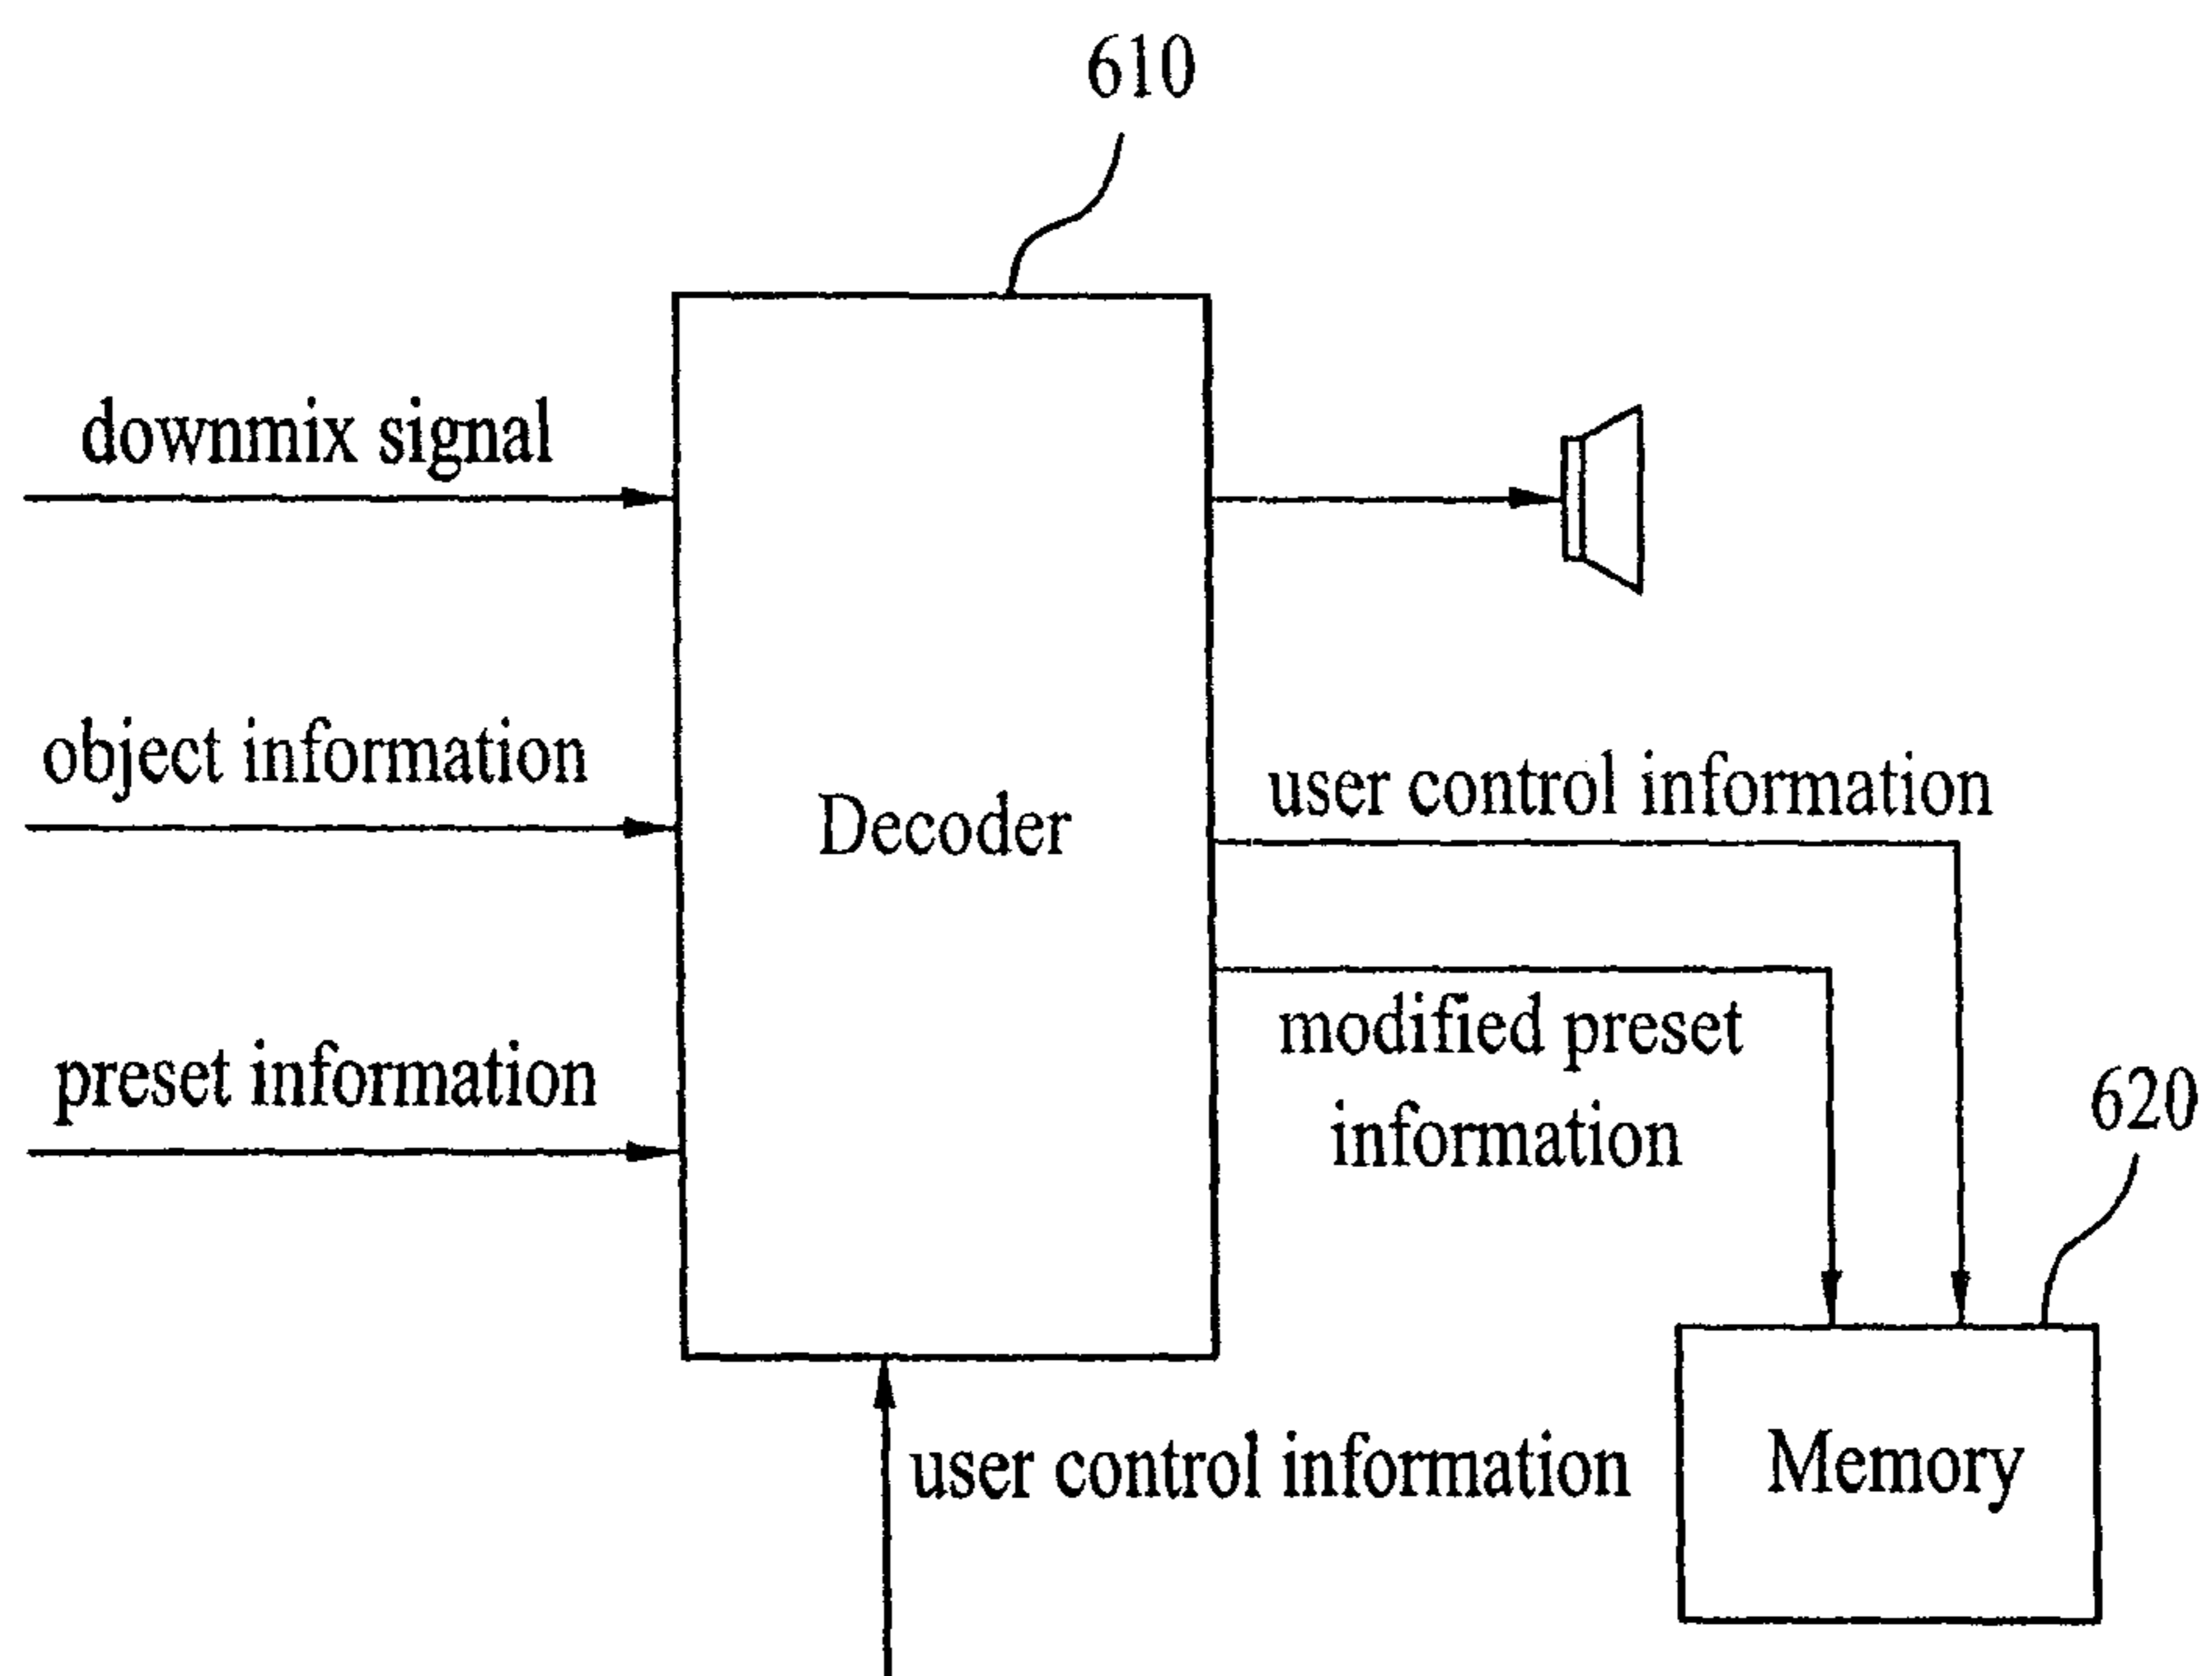 610
downmix signal
object information
Decoder
user control information
modified preset
information
preset information
620
user control information
Memory